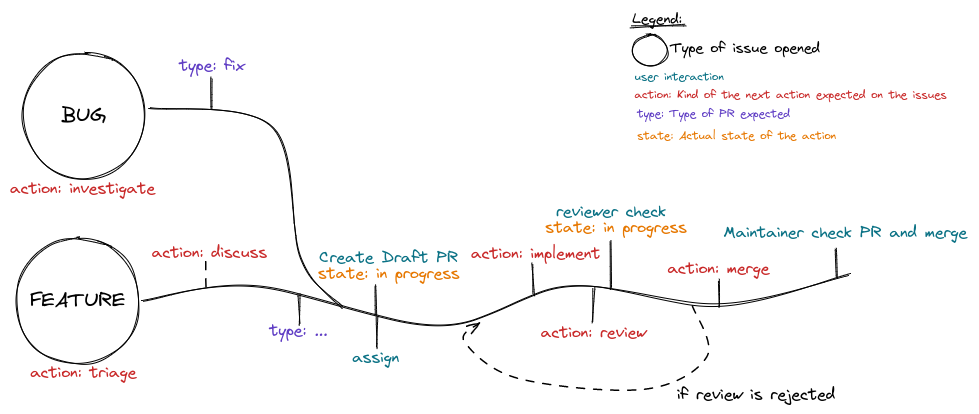 Legend:
Type of issue opened
user interaction
action: Kind of the next action expected on the issues
type: Type of PR expected
state: Actual state of the action
type: fix
BUG
action: investigate
action: discuss
FEATURE
action: triage
type: ...
Create Draft PR
state: in progress
assign
action: implement
reviewer check
state: in progress
action: review
action: merge
Maintainer check PR and merge
if review is rejected